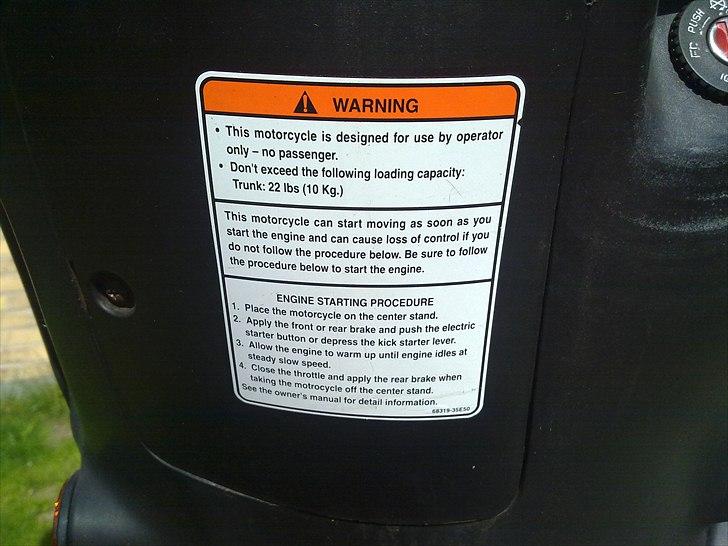 WARNING
• This motorcycle is designed for use by operator
only – no passenger.
• Don't exceed the following loading capacity:
Trunk: 22 lbs (10 Kg.)
This motorcycle can start moving as soon as you
start the engine and can cause loss of control if you
do not follow the procedure below. Be sure to follow
the procedure below to start the engine.
ENGINE STARTING PROCEDURE
1. Place the motorcycle on the center stand.
2. Apply the front or rear brake and push the electric
starter button or depress the kick starter lever.
3. Allow the engine to warm up until engine idles at
steady slow speed.
4. Close the throttle and apply the rear brake when
taking the motrocycle off the center stand.
See the owner's manual for detail information.
68319-35E50
PUSH